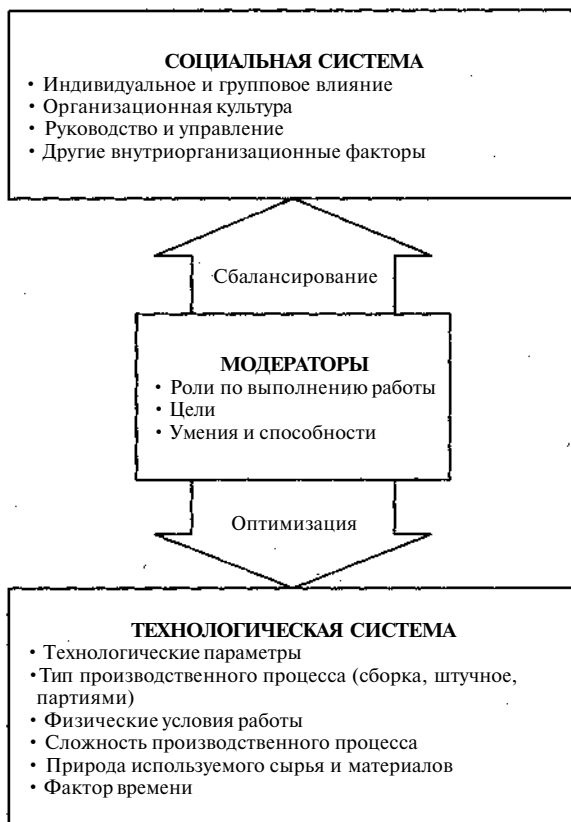 СОЦИАЛЬНАЯ СИСТЕМА
• Индивидуальное и групповое влияние
• Организационная культура
• Руководство и управление
• Другие внутриорганизационные факторы
Сбалансирование
МОДЕРАТОРЫ
• Роли по выполнению работы
• Цели
• Умения и способности
Оптимизация
ТЕХНОЛОГИЧЕСКАЯ СИСТЕМА
• Технологические параметры
•Тип производственного процесса (сборка, штучное,
партиями)
• Физические условия работы
• Сложность производственного процесса
• Природа используемого сырья и материалов
• Фактор времени